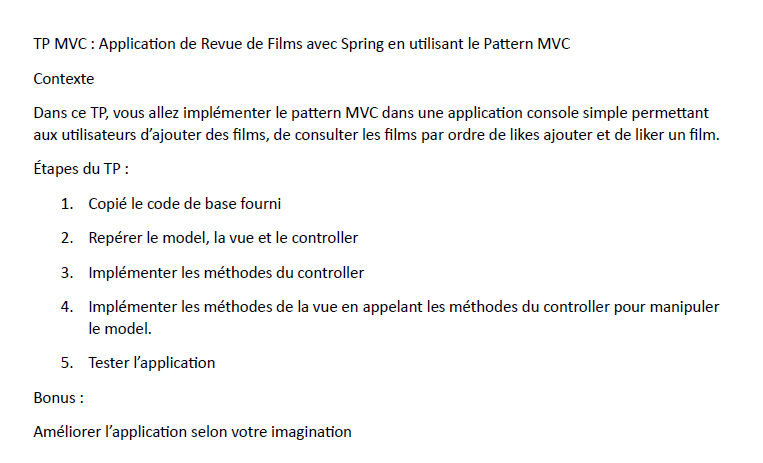 TP MVC : Application de Revue de Films avec Spring en utilisant le Pattern MVC
Contexte
Dans ce TP, vous allez implémenter le pattern MVC dans une application console simple permettant
aux utilisateurs d’ajouter des films, de consulter les films par ordre de likes ajouter et de liker un film.
Étapes du TP :
1. Copié le code de base fourni
2. Repérer le model, la vue et le controller
3. Implémenter les méthodes du controller
4. Implémenter les méthodes de la vue en appelant les méthodes du controller pour manipuler
le model.
5. Tester l’application
Bonus :
Améliorer l’application selon votre imagination